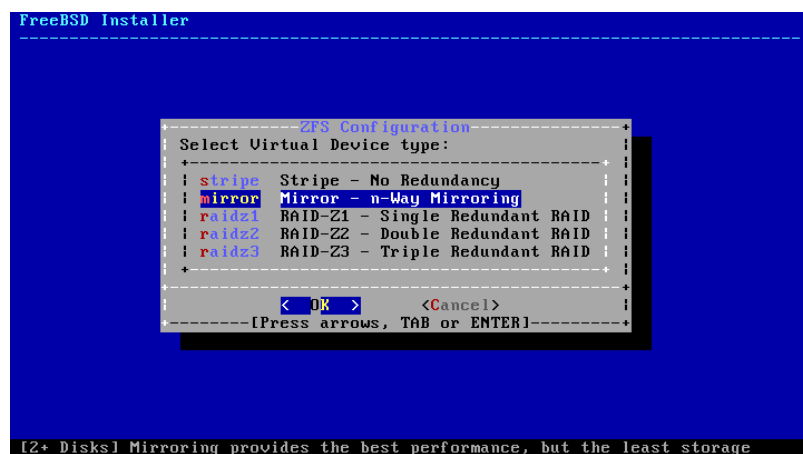 FreeBSD Installer
ZFS Configuration
Select Virtual Device type:
stripe Stripe - No Redundancy
mirror Mirror - n-Way Mirroring
raidz1 RAID-Z1 - Single Redundant RAID
raidz2 RAID-Z2 - Double Redundant RAID
raidz3 RAID-Z3 - Triple Redundant RAID
< OK > <Cancel>
[Press arrows, TAB or ENTER]
[2+ Disks] Mirroring provides the best performance, but the least storage